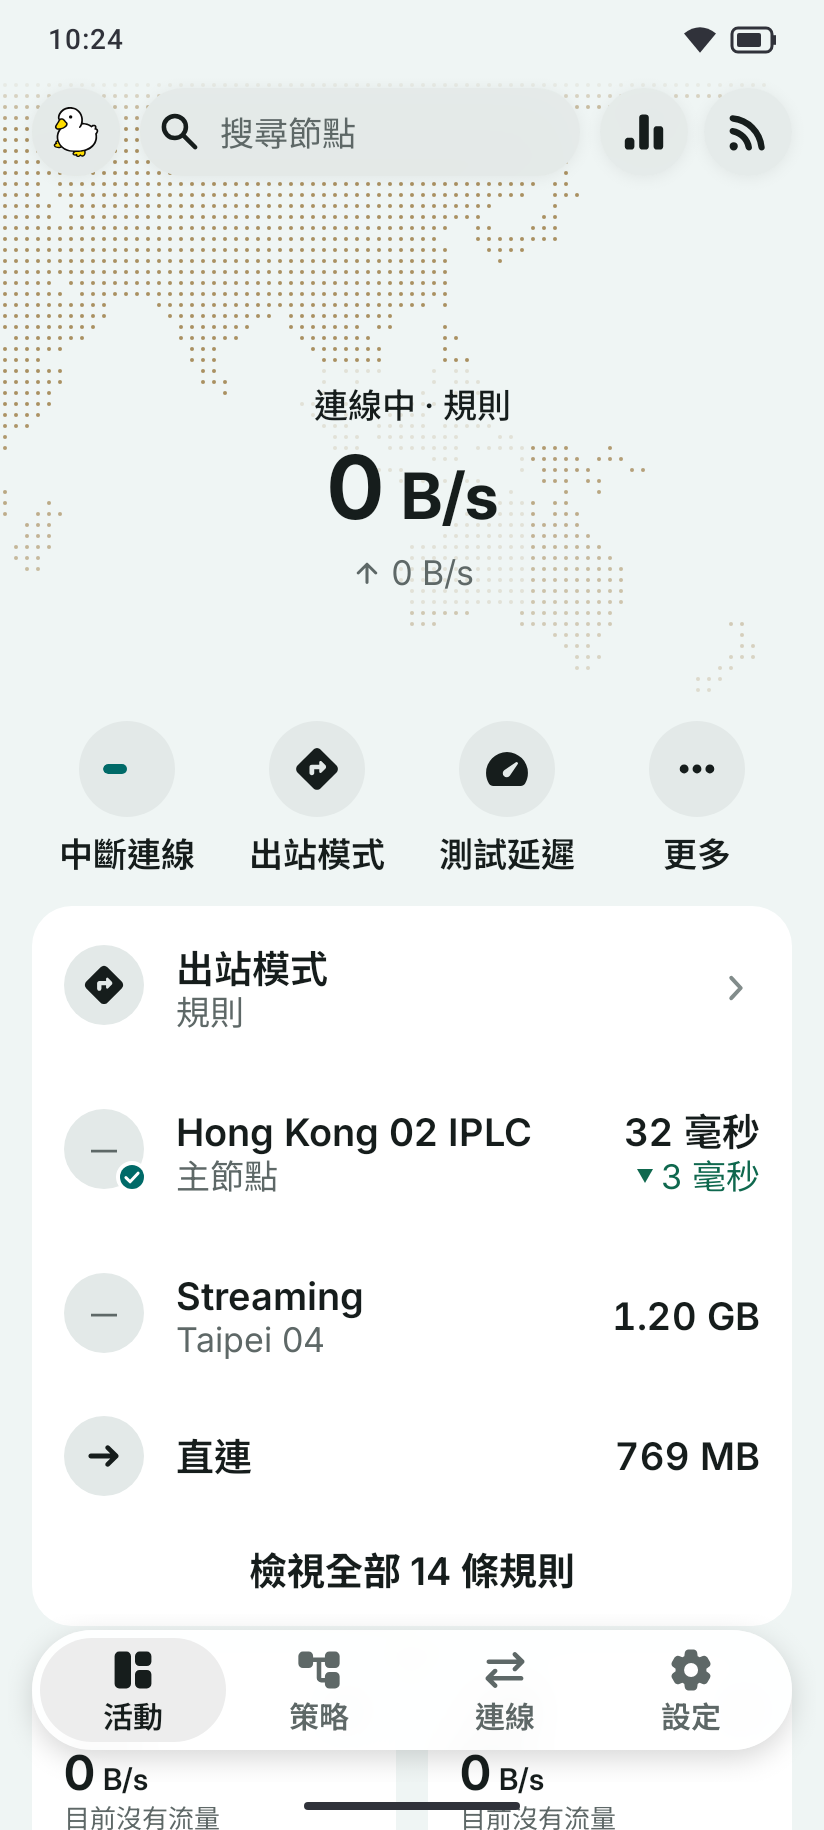 10:24
搜尋節點
連線中 · 規則
0 B/s
↑ 0 B/s
中斷連線
出站模式
測試延遲
更多
出站模式
規則
Hong Kong 02 IPLC
32 毫秒
主節點
▼3 毫秒
Streaming
1.20 GB
Taipei 04
直連
769 MB
檢視全部 14 條規則
活動
策略
連線
設定
0 B/s
0 B/s
目前沒有流量
目前沒有流量